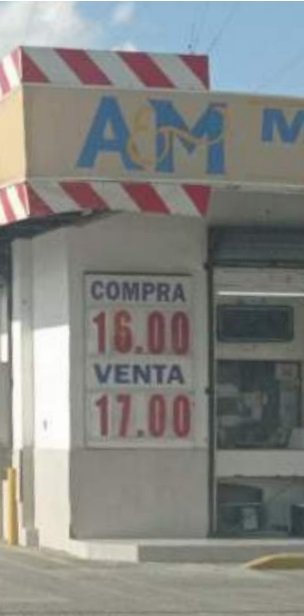 A&M M
COMPRA
16.00
VENTA
17.00